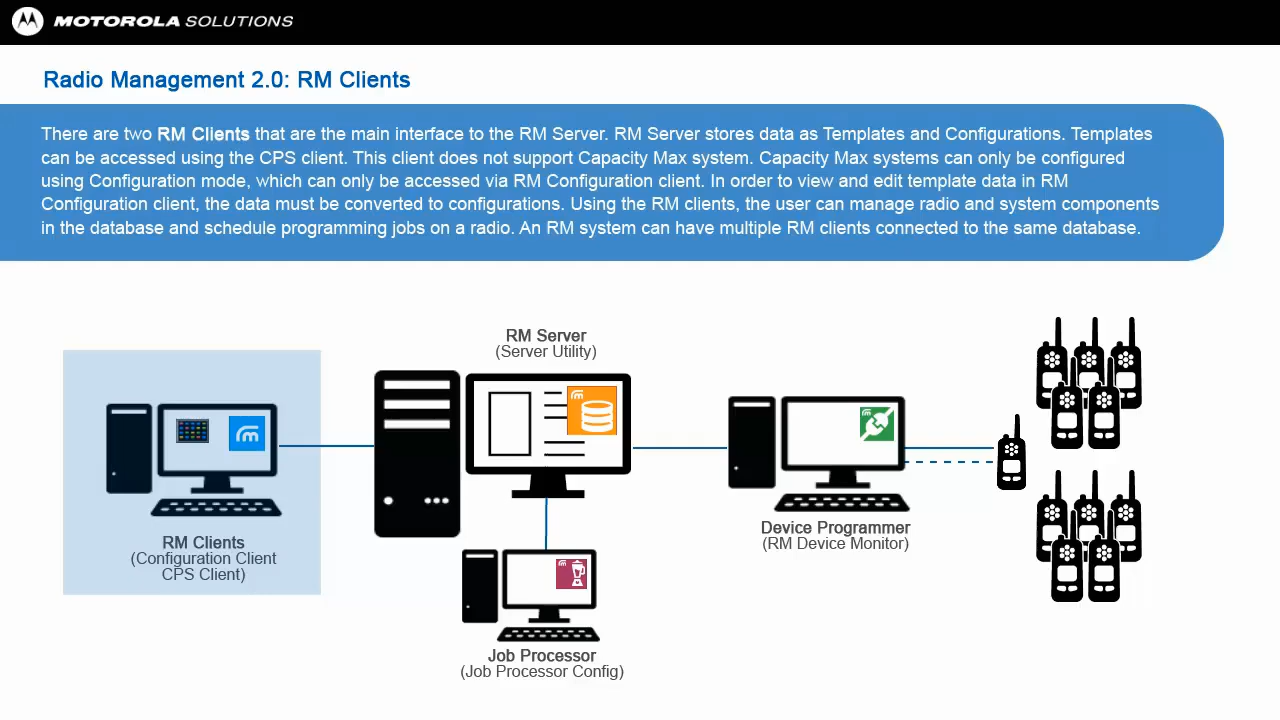 MOTOROLA SOLUTIONS
Radio Management 2.0: RM Clients
There are two RM Clients that are the main interface to the RM Server. RM Server stores data as Templates and Configurations. Templates
can be accessed using the CPS client. This client does not support Capacity Max system. Capacity Max systems can only be configured
using Configuration mode, which can only be accessed via RM Configuration client. In order to view and edit template data in RM
Configuration client, the data must be converted to configurations. Using the RM clients, the user can manage radio and system components
in the database and schedule programming jobs on a radio. An RM system can have multiple RM clients connected to the same database.
RM Server
(Server Utility)
RM Clients
(Configuration Client
CPS Client)
Device Programmer
(RM Device Monitor)
Job Processor
(Job Processor Config)